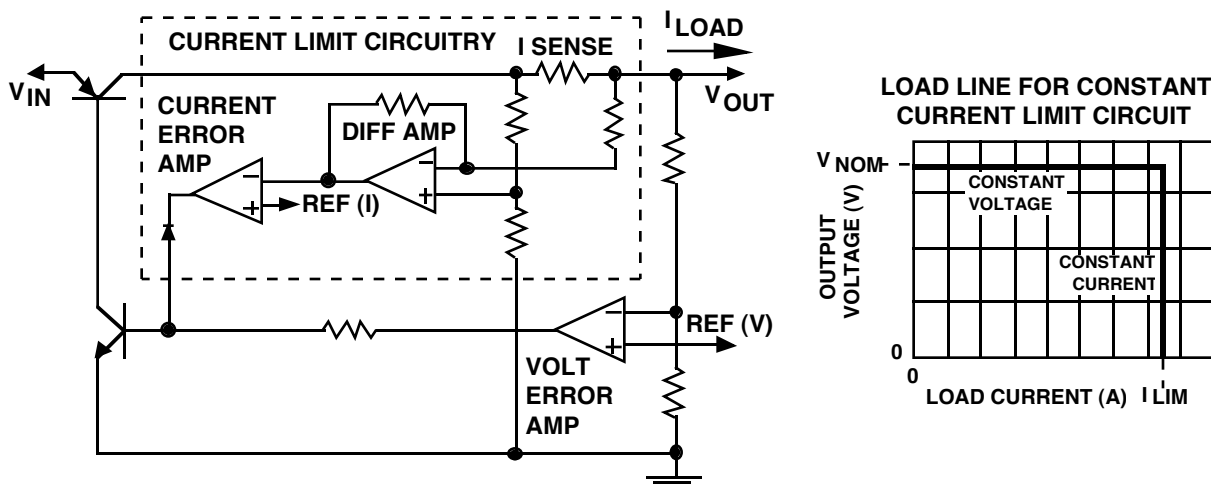 I LOAD
CURRENT LIMIT CIRCUITRY
I SENSE
V IN
V OUT
CURRENT
ERROR
AMP
DIFF AMP
−
+
−
+
REF (I)
−
+
REF (V)
VOLT
ERROR
AMP
LOAD LINE FOR CONSTANT
CURRENT LIMIT CIRCUIT
V NOM
CONSTANT
VOLTAGE
CONSTANT
CURRENT
OUTPUT
VOLTAGE (V)
0
0
LOAD CURRENT (A)
I LIM